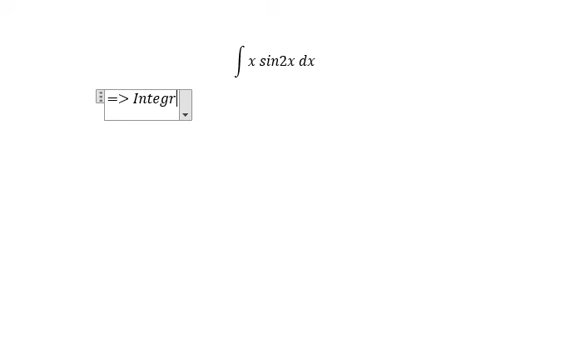 ∫ x sin2x dx
=> Integr